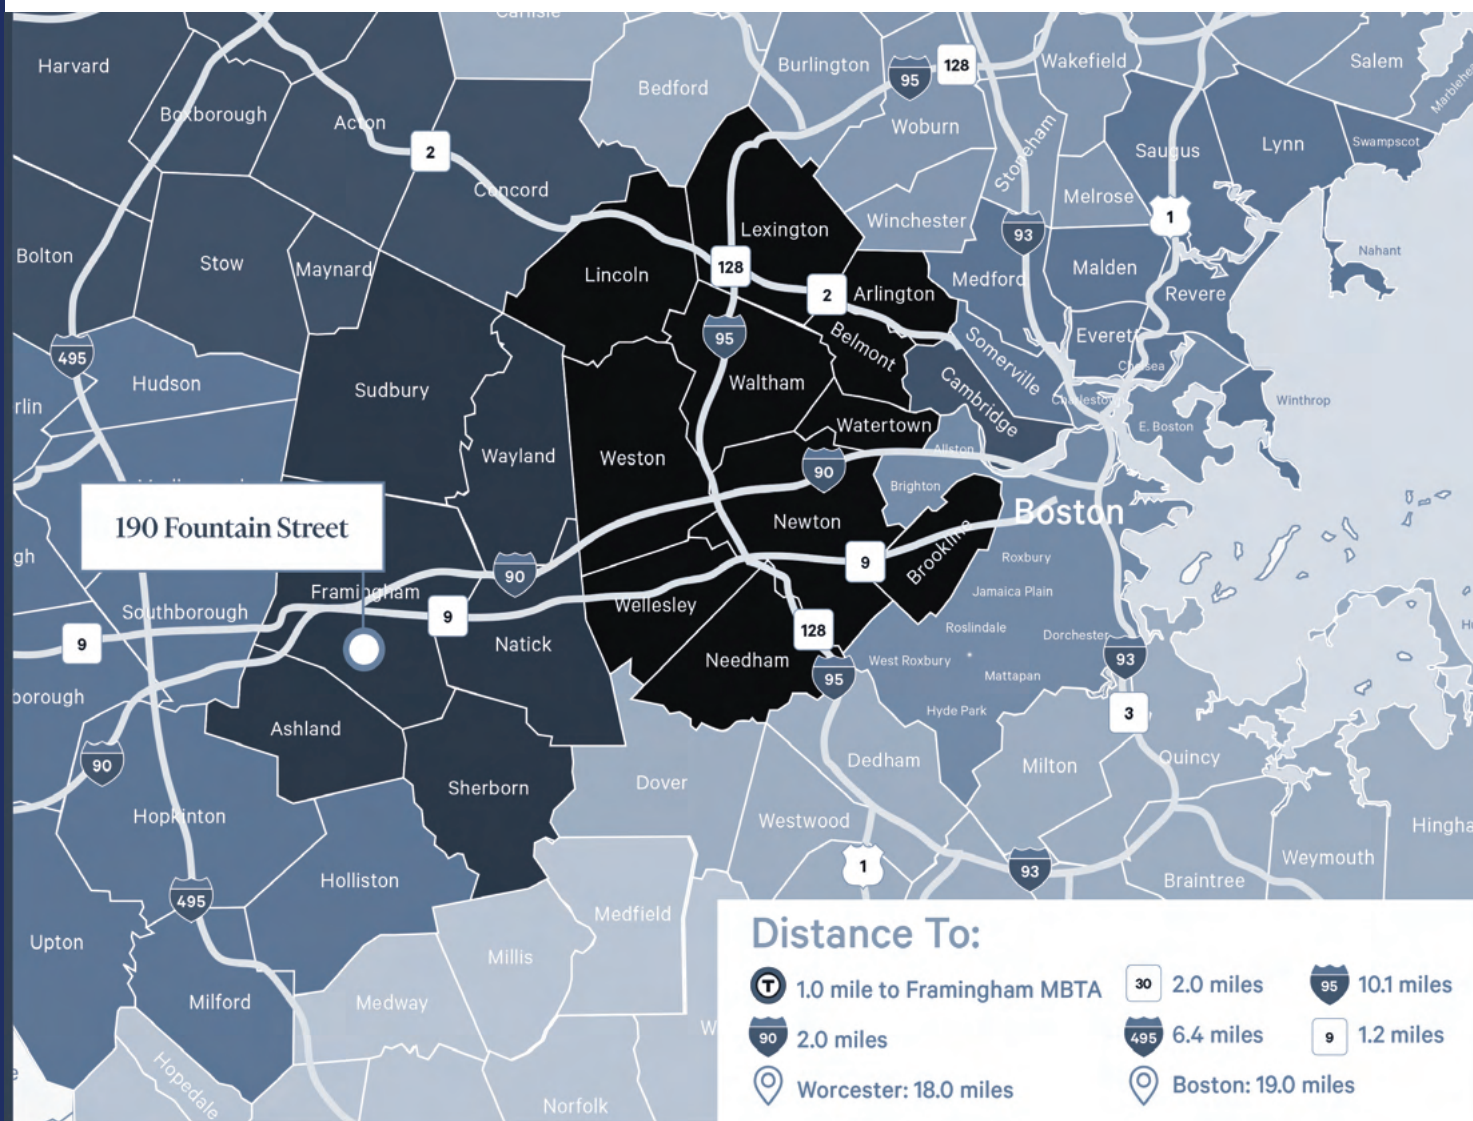 Carlisle
Harvard
Bedford
Burlington
95
128
Wakefield
Salem
Boxborough
Acton
2
Woburn
Stoneham
Saugus
Lynn
Swampscot
Concord
Melrose
Winchester
1
Lexington
93
Bolton
Stow
Maynard
Lincoln
128
2
Arlington
Medford
Malden
Revere
Nahant
495
95
Belmont
Somerville
Everett
Chelsea
Hudson
Sudbury
Waltham
Cambridge
Charlestown
Winthrop
rlin
Watertown
E. Boston
Wayland
Weston
90
Allston
Brighton
190 Fountain Street
Newton
Boston
gh
90
9
Brookline
Roxbury
Framingham
Jamaica Plain
Southborough
9
Wellesley
128
Roslindale
Dorchester
9
Natick
Needham
95
West Roxbury
93
Mattapan
borough
Hyde Park
3
Ashland
90
Sherborn
Dover
Dedham
Milton
Quincy
Hopkinton
Westwood
Hingha
1
93
Weymouth
495
Holliston
Braintree
Medfield
Upton
Millis
Milford
Medway
W
Hopedale
Norfolk
Distance To:
T 1.0 mile to Framingham MBTA
30 2.0 miles
95 10.1 miles
90 2.0 miles
495 6.4 miles
9 1.2 miles
Worcester: 18.0 miles
Boston: 19.0 miles